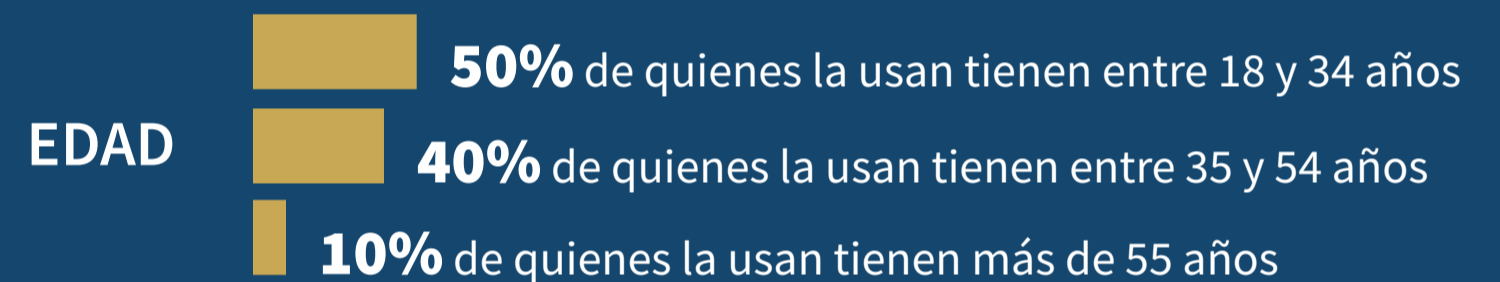 50% de quienes la usan tienen entre 18 y 34 años
EDAD
40% de quienes la usan tienen entre 35 y 54 años
10% de quienes la usan tienen más de 55 años